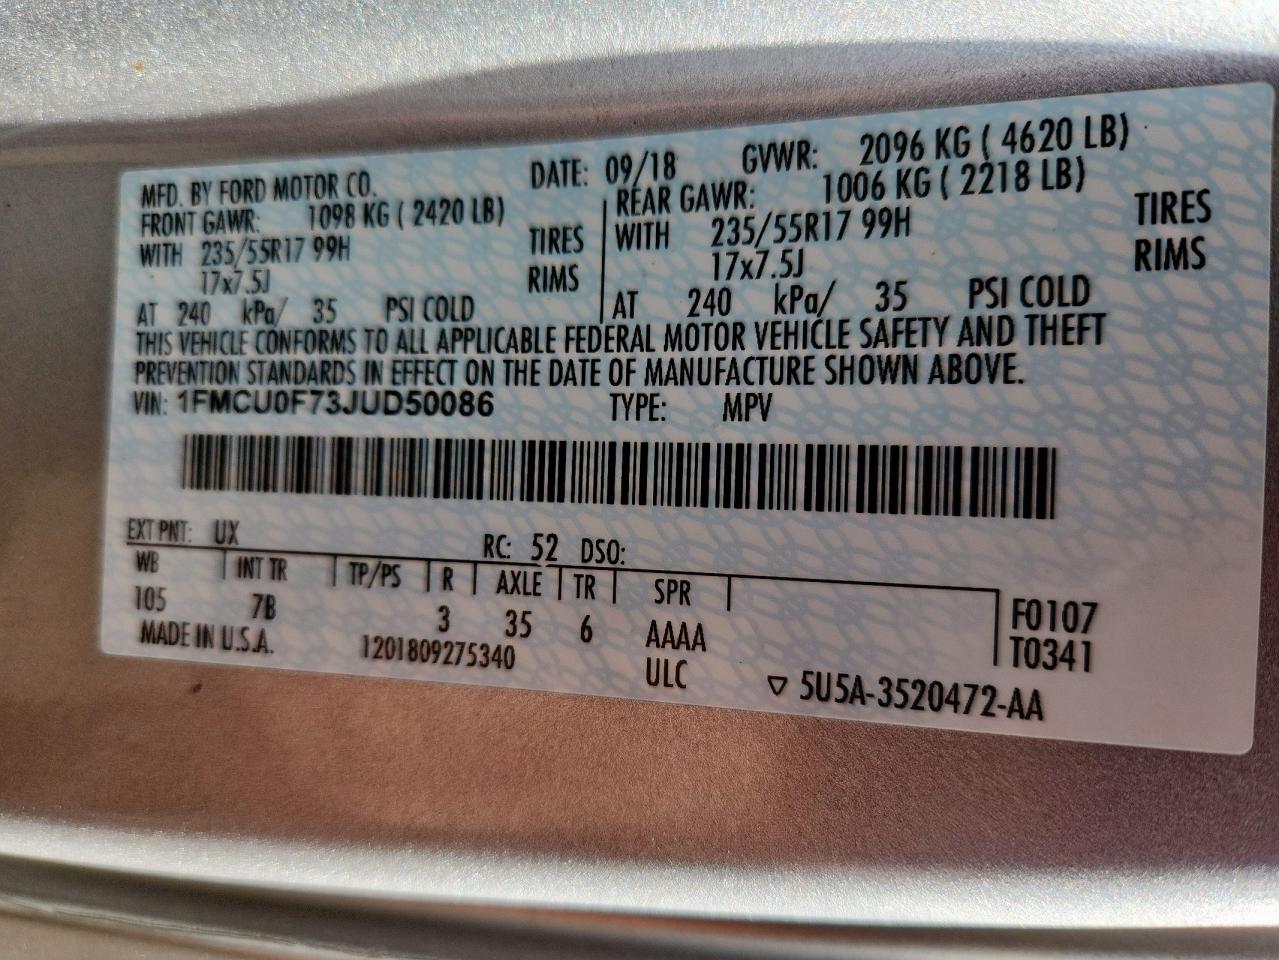 MFD. BY FORD MOTOR CO. DATE: 09/18 GVWR: 2096 KG ( 4620 LB)
FRONT GAWR: 1098 KG ( 2420 LB) REAR GAWR: 1006 KG ( 2218 LB)
WITH 235/55R17 99H TIRES WITH 235/55R17 99H TIRES
17x7.5J RIMS 17x7.5J RIMS
AT 240 kPa/ 35 PSI COLD AT 240 kPa/ 35 PSI COLD
THIS VEHICLE CONFORMS TO ALL APPLICABLE FEDERAL MOTOR VEHICLE SAFETY AND THEFT
PREVENTION STANDARDS IN EFFECT ON THE DATE OF MANUFACTURE SHOWN ABOVE.
VIN: 1FMCU0F73JUD50086 TYPE: MPV
EXT PNT: UX RC: 52 DSO:
WB INT TR TP/PS R AXLE TR SPR
105 7B 3 35 6 AAAA F0107
MADE IN U.S.A. 1201809275340 ULC T0341
▽ 5U5A-3520472-AA